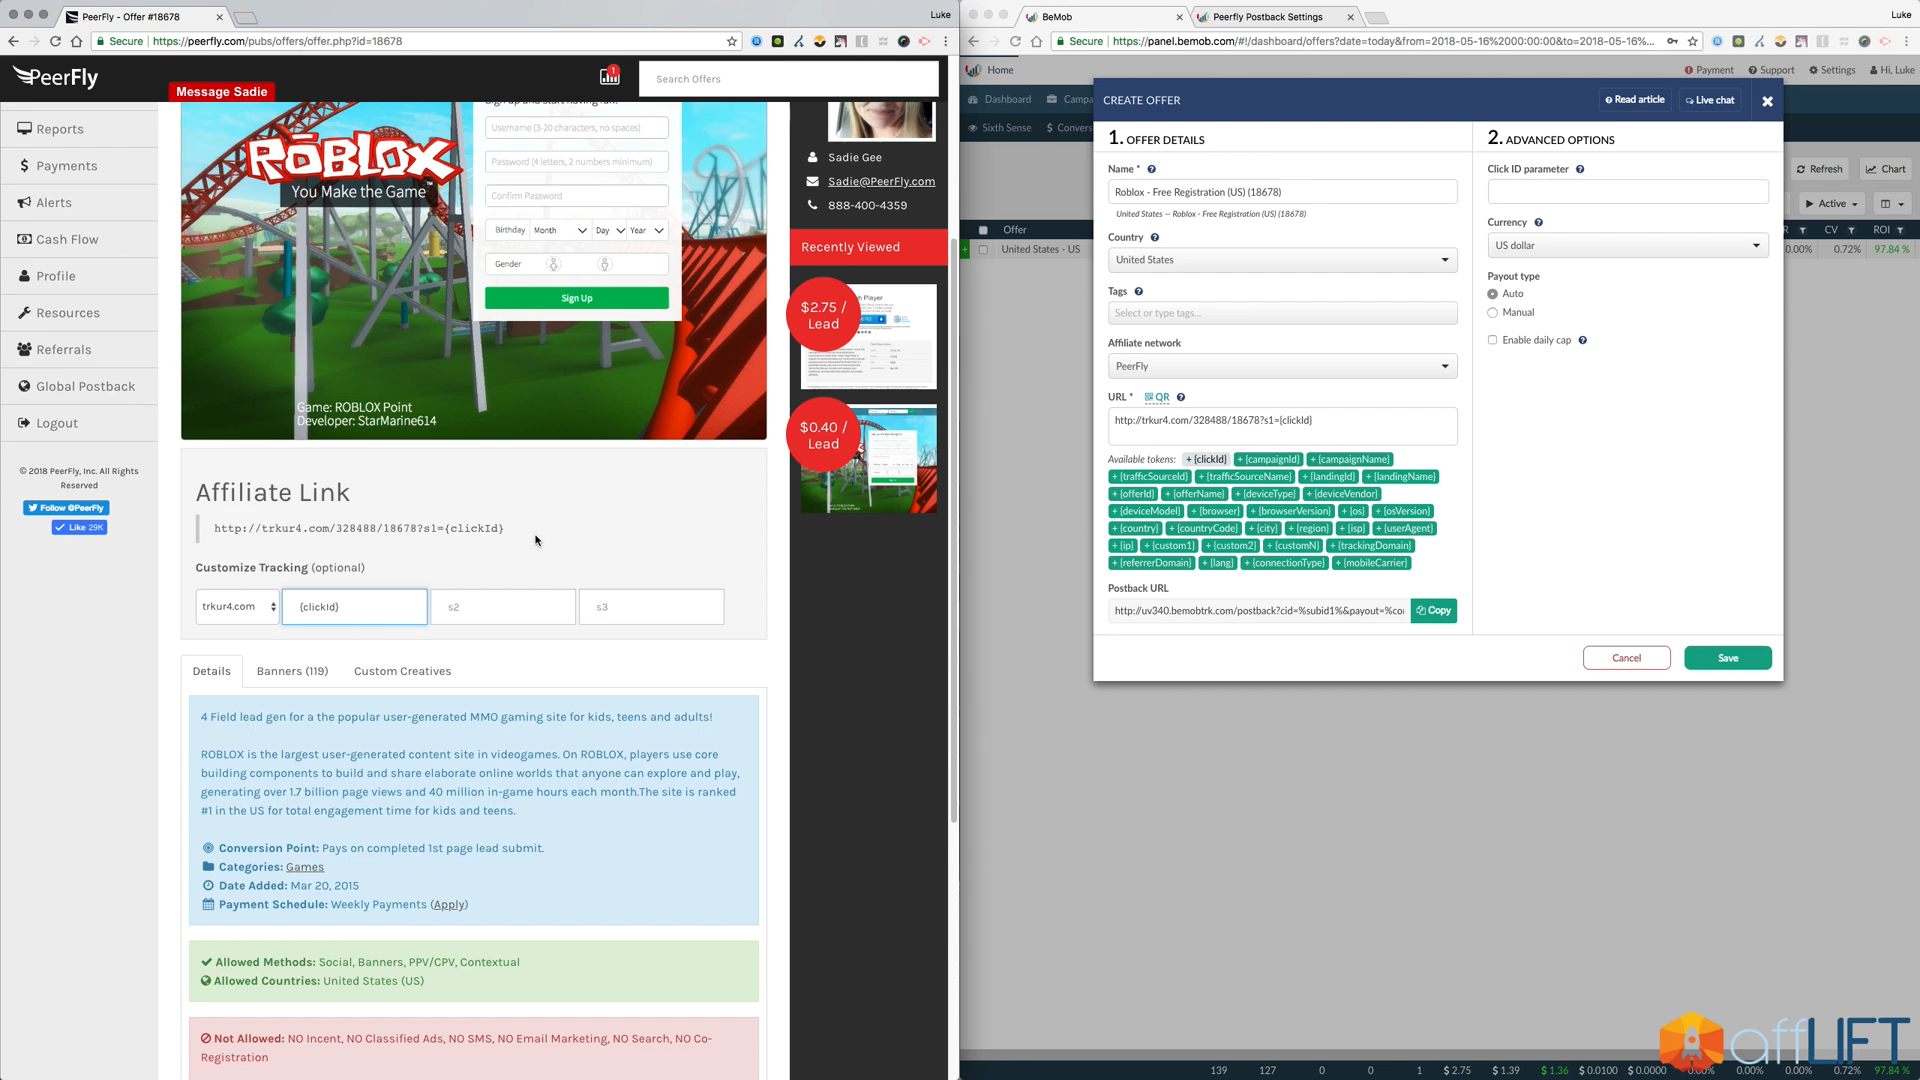 PeerFly - Offer #18678
Luke
Secure
https://peerfly.com/pubs/offers/offer.php?id=18678
PeerFly
Message Sadie
1
Search Offers
Reports
Payments
Alerts
Cash Flow
Profile
Resources
Referrals
Global Postback
Logout
© 2018 PeerFly, Inc. All Rights
Reserved
Follow @PeerFly
Like 29K
Username (3-20 characters, no spaces)
Password (4 letters, 2 numbers minimum)
Confirm Password
Birthday Month Day Year
Gender
Sign Up
ROBLOX
You Make the Game™
Game: ROBLOX Point
Developer: StarMarine614
Sadie Gee
Sadie@PeerFly.com
888-400-4359
Recently Viewed
$2.75 /
Lead
$0.40 /
Lead
Affiliate Link
http://trkur4.com/328488/18678?s1={clickId}
Customize Tracking (optional)
trkur4.com
{clickId}
s2
s3
Details
Banners (119)
Custom Creatives
4 Field lead gen for a the popular user-generated MMO gaming site for kids, teens and adults!
ROBLOX is the largest user-generated content site in videogames. On ROBLOX, players use core
building components to build and share elaborate online worlds that anyone can explore and play,
generating over 1.7 billion page views and 40 million in-game hours each month.The site is ranked
#1 in the US for total engagement time for kids and teens.
Conversion Point: Pays on completed 1st page lead submit.
Categories: Games
Date Added: Mar 20, 2015
Payment Schedule: Weekly Payments (Apply)
Allowed Methods: Social, Banners, PPV/CPV, Contextual
Allowed Countries: United States (US)
Not Allowed: NO Incent, NO Classified Ads, NO SMS, NO Email Marketing, NO Search, NO Co-
Registration
BeMob
Peerfly Postback Settings
Luke
Secure
https://panel.bemob.com/#!/dashboard/offers?date=today&from=2018-05-16%2000:00:00&to=2018-05-16%...
Home
Payment
Support
Settings
Hi, Luke
Dashboard
Sixth Sense
Refresh
Chart
Active
Offer
CV
ROI
United States - US
0.00%
0.72%
97.84 %
CREATE OFFER
Read article
Live chat
1. OFFER DETAILS
Name *
Roblox - Free Registration (US) (18678)
United States — Roblox - Free Registration (US) (18678)
Country
United States
Tags
Select or type tags...
Affiliate network
PeerFly
URL * QR
http://trkur4.com/328488/18678?s1={clickId}
Available tokens: + {clickId} + {campaignId} + {campaignName}
+ {trafficSourceId} + {trafficSourceName} + {landingId} + {landingName}
+ {offerId} + {offerName} + {deviceType} + {deviceVendor}
+ {deviceModel} + {browser} + {browserVersion} + {os} + {osVersion}
+ {country} + {countryCode} + {city} + {region} + {isp} + {userAgent}
+ {ip} + {custom1} + {custom2} + {customN} + {trackingDomain}
+ {referrerDomain} + {lang} + {connectionType} + {mobileCarrier}
Postback URL
http://uv340.bemobtrk.com/postback?cid=%subid1%&payout=%co
Copy
2. ADVANCED OPTIONS
Click ID parameter
Currency
US dollar
Payout type
Auto
Manual
Enable daily cap
Cancel
Save
affLIFT
139 127 0 0 1 $ 2.75 $ 1.39 $ 1.36 $ 0.0100 $ 0.0000 0.00% 0.00% 0.00% 0.72% 97.84 %